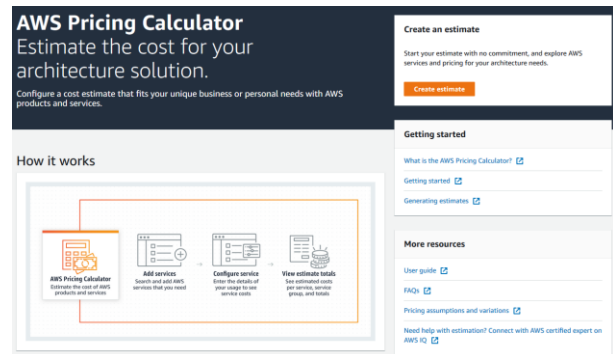 AWS Pricing Calculator
Estimate the cost for your
architecture solution.
Configure a cost estimate that fits your unique business or personal needs with AWS
products and services.
Create an estimate
Start your estimate with no commitment, and explore AWS
services and pricing for your architecture needs.
Create estimate
Getting started
What is the AWS Pricing Calculator?
Getting started
Generating estimates
How it works
AWS Pricing Calculator
Estimate the cost of AWS
products and services
Add services
Search and add AWS
services that you need
Configure service
Enter the details of
your usage to see
service costs
View estimate totals
See estimated costs
per service, service
group, and totals
More resources
User guide
FAQs
Pricing assumptions and variations
Need help with estimation? Connect with AWS certified expert on
AWS IQ